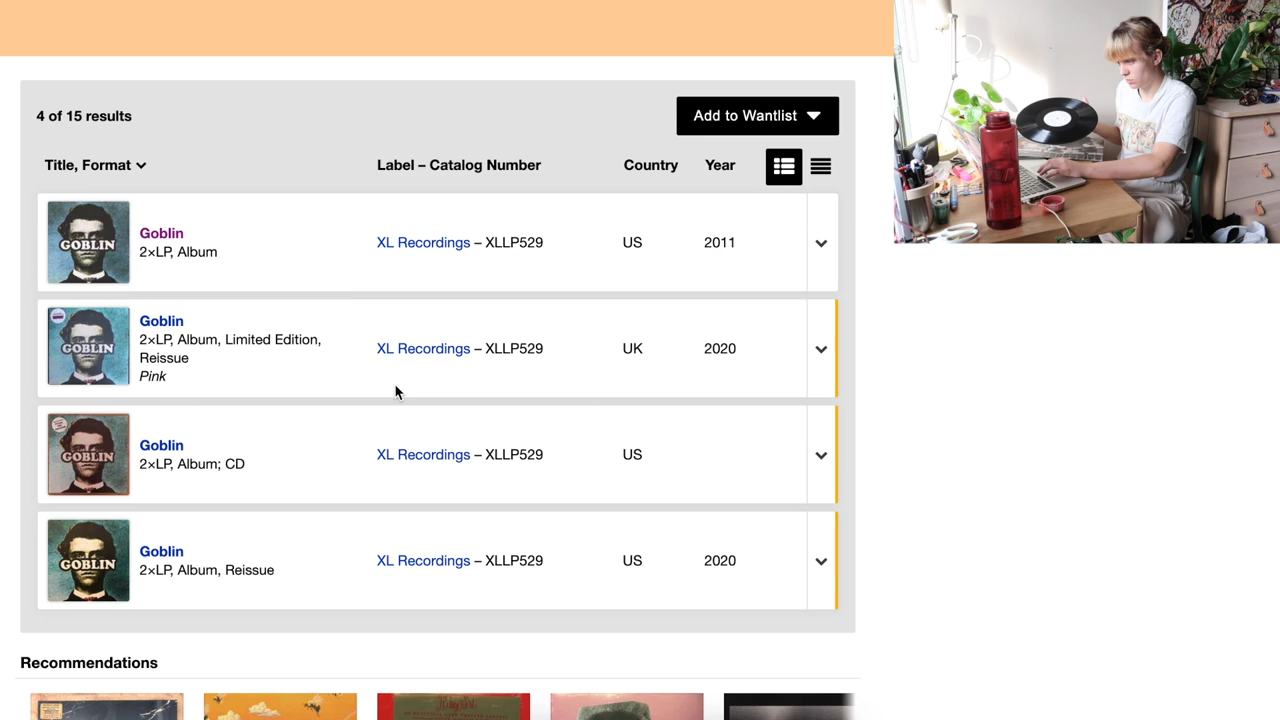 4 of 15 results
Add to Wantlist
Title, Format
Label – Catalog Number
Country
Year
GOBLIN
Goblin
2×LP, Album
XL Recordings – XLLP529
US
2011
GOBLIN
Goblin
2×LP, Album, Limited Edition,
Reissue
Pink
XL Recordings – XLLP529
UK
2020
GOBLIN
Goblin
2×LP, Album; CD
XL Recordings – XLLP529
US
GOBLIN
Goblin
2×LP, Album, Reissue
XL Recordings – XLLP529
US
2020
Recommendations